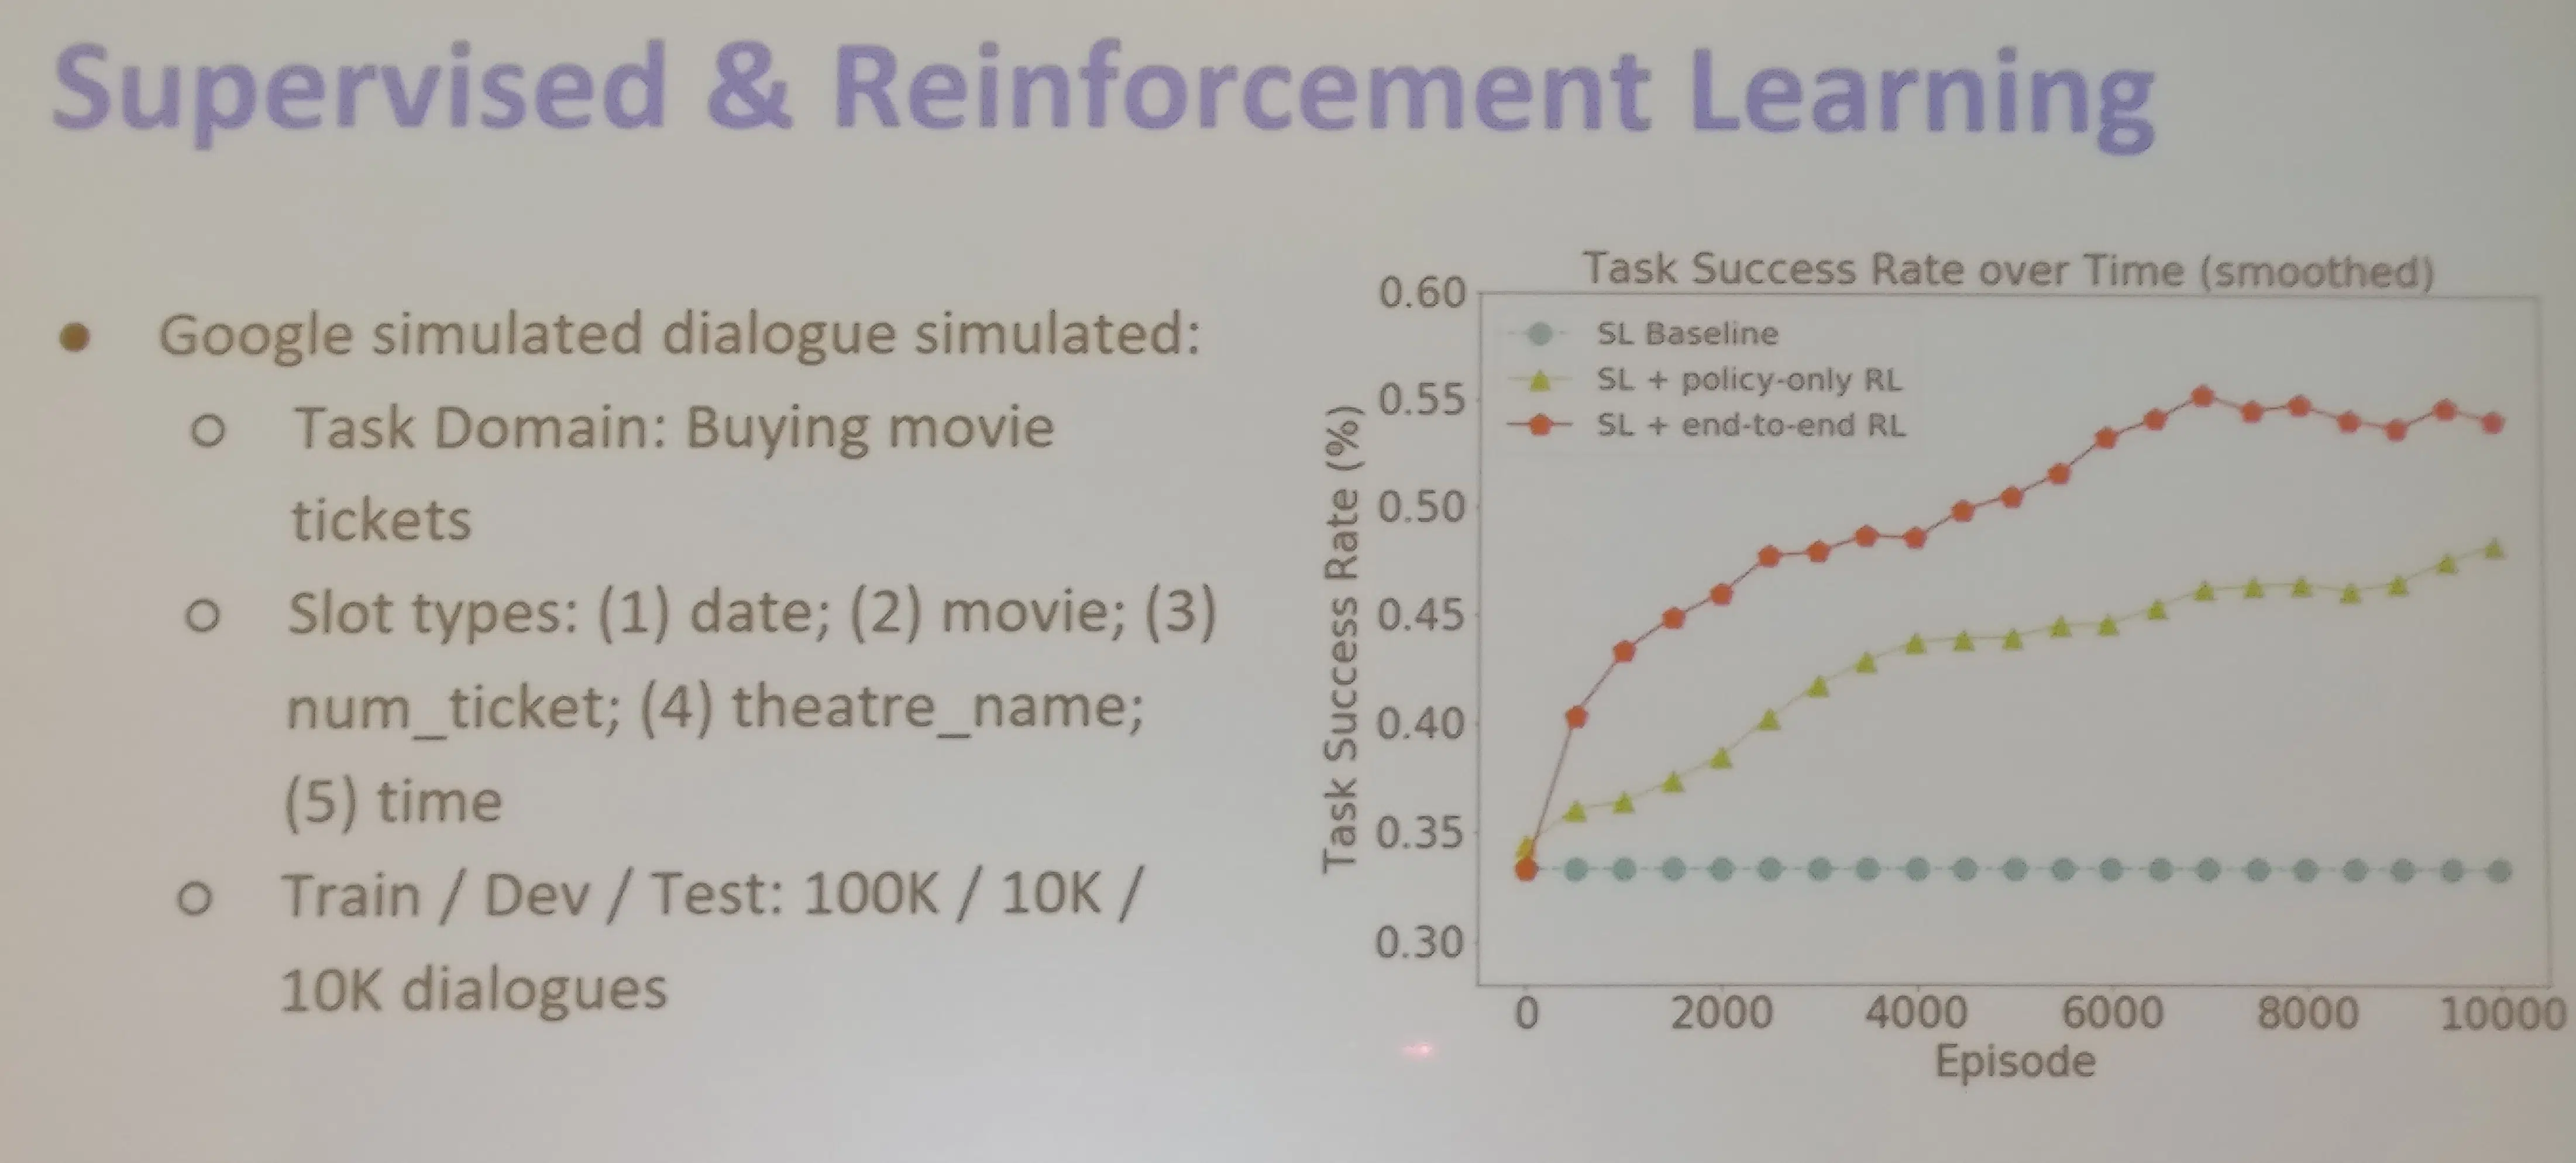 Supervised & Reinforcement Learning
● Google simulated dialogue simulated:
○ Task Domain: Buying movie
tickets
○ Slot types: (1) date; (2) movie; (3)
num_ticket; (4) theatre_name;
(5) time
○ Train / Dev / Test: 100K / 10K /
10K dialogues
Task Success Rate over Time (smoothed)
SL Baseline
SL + policy-only RL
SL + end-to-end RL
Task Success Rate (%)
0.60
0.55
0.50
0.45
0.40
0.35
0.30
0 2000 4000 6000 8000 10000
Episode